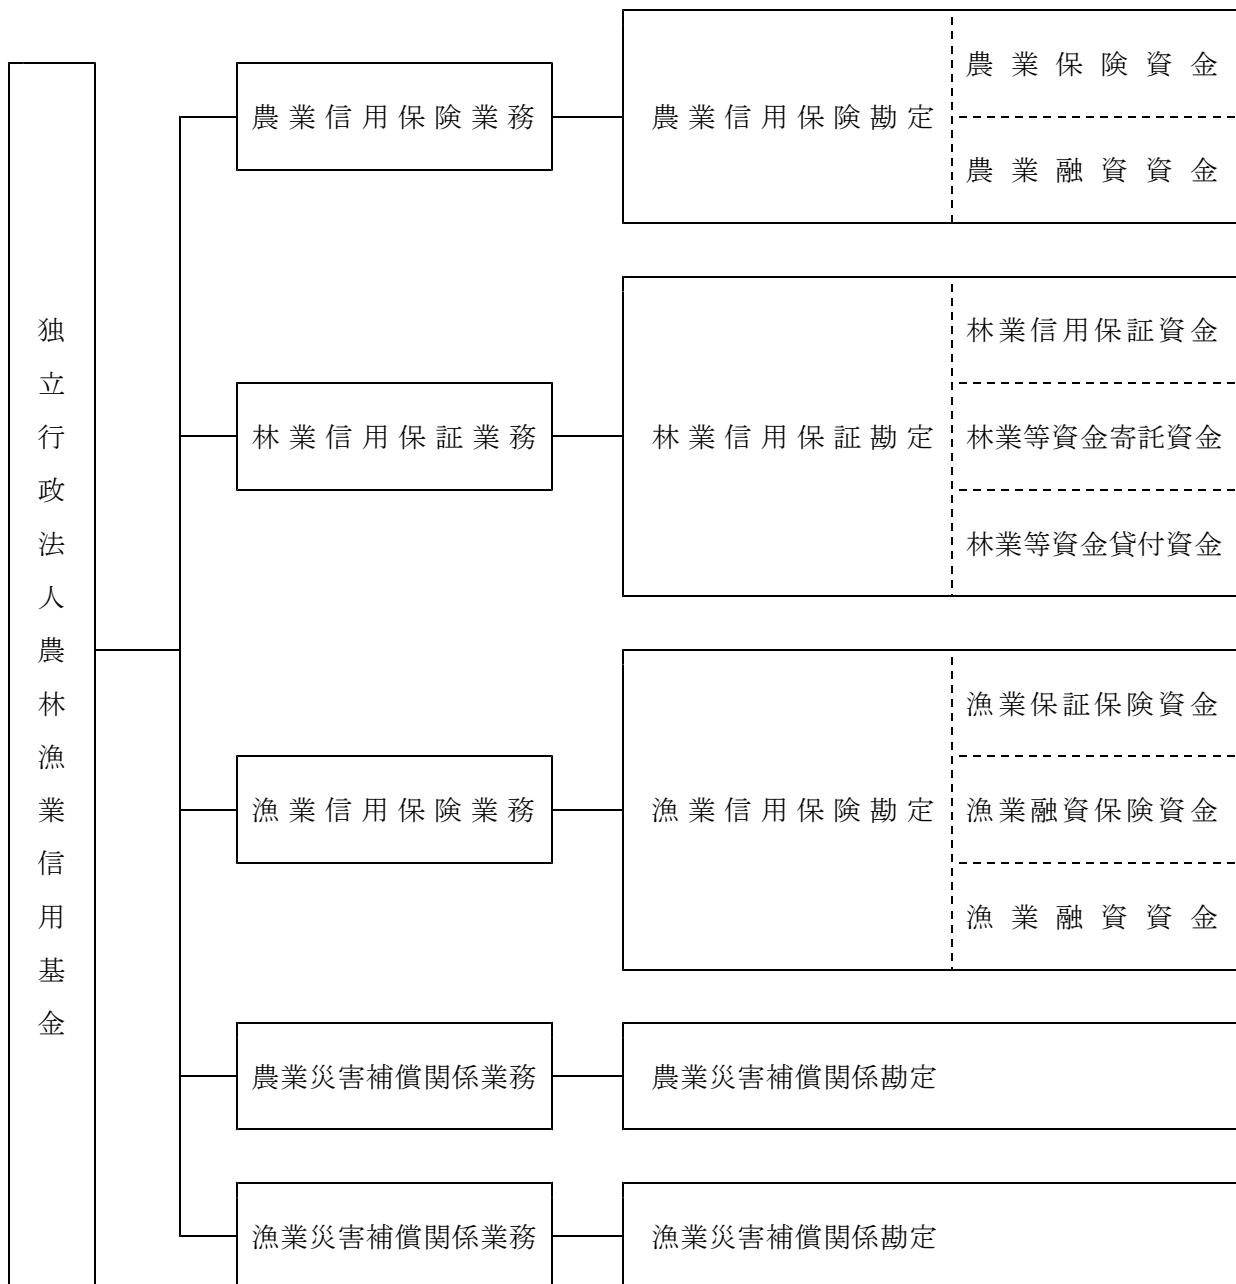 独立行政法人農林漁業信用基金
農業信用保険業務
農業信用保険勘定
農業保険資金
農業融資資金
林業信用保証業務
林業信用保証勘定
林業信用保証資金
林業等資金寄託資金
林業等資金貸付資金
漁業信用保険業務
漁業信用保険勘定
漁業保証保険資金
漁業融資保険資金
漁業融資資金
農業災害補償関係業務
農業災害補償関係勘定
漁業災害補償関係業務
漁業災害補償関係勘定